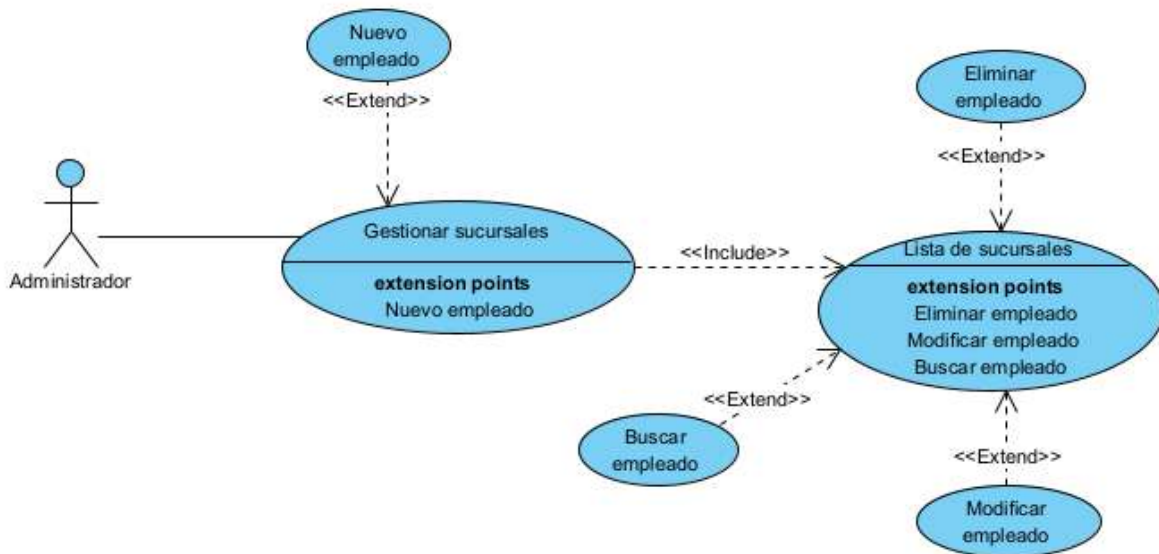 Nuevo
empleado
<<Extend>>
Eliminar
empleado
<<Extend>>
Administrador
Gestionar sucursales
extension points
Nuevo empleado
<<Include>>
Lista de sucursales
extension points
Eliminar empleado
Modificar empleado
Buscar empleado
<<Extend>>
Buscar
empleado
<<Extend>>
Modificar
empleado